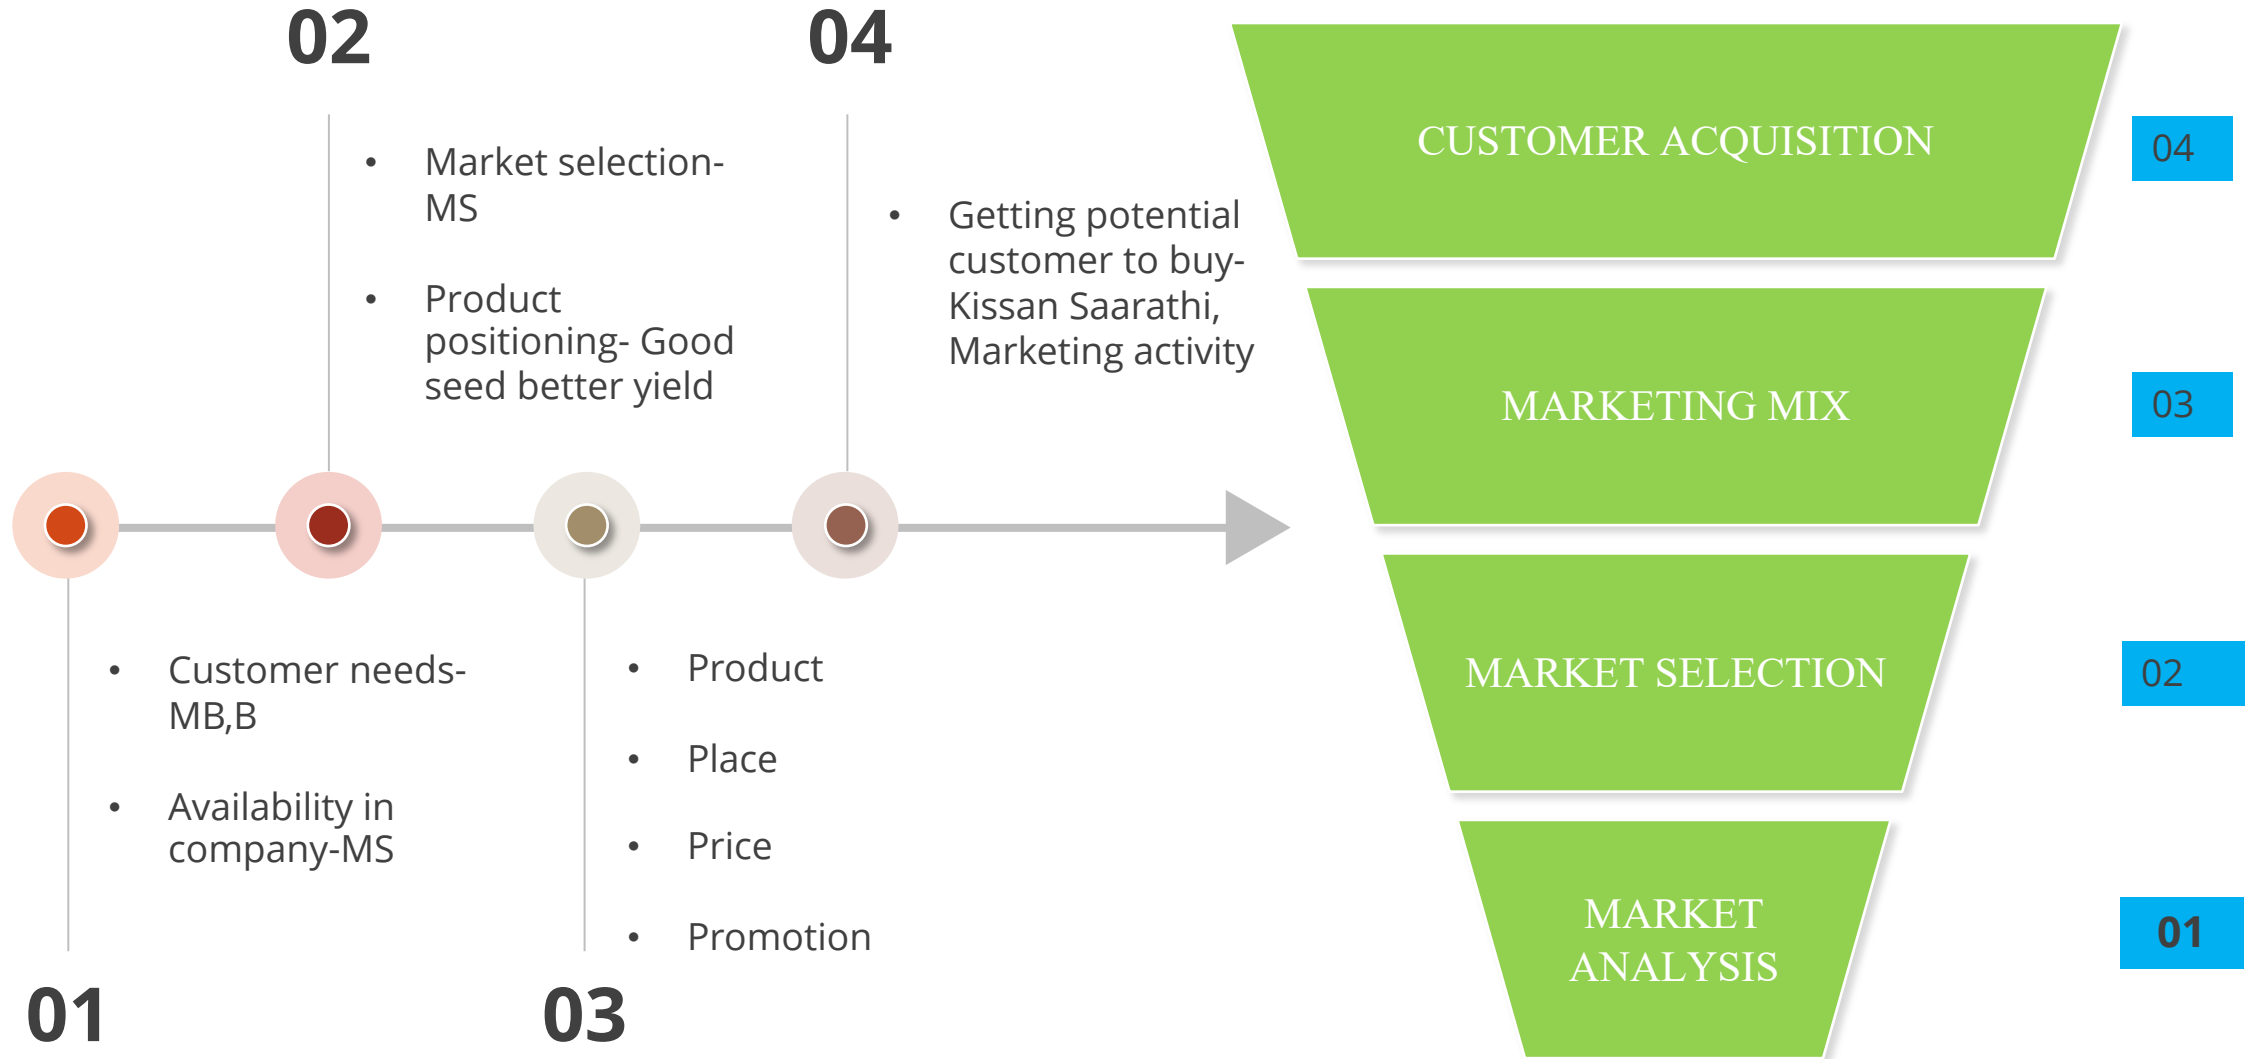 02
• Market selection-
MS
• Product
positioning- Good
seed better yield
04
• Getting potential
customer to buy-
Kissan Saarathi,
Marketing activity
• Customer needs-
MB,B
• Availability in
company-MS
01
• Product
• Place
• Price
• Promotion
03
CUSTOMER ACQUISITION
04
MARKETING MIX
03
MARKET SELECTION
02
MARKET
ANALYSIS
01